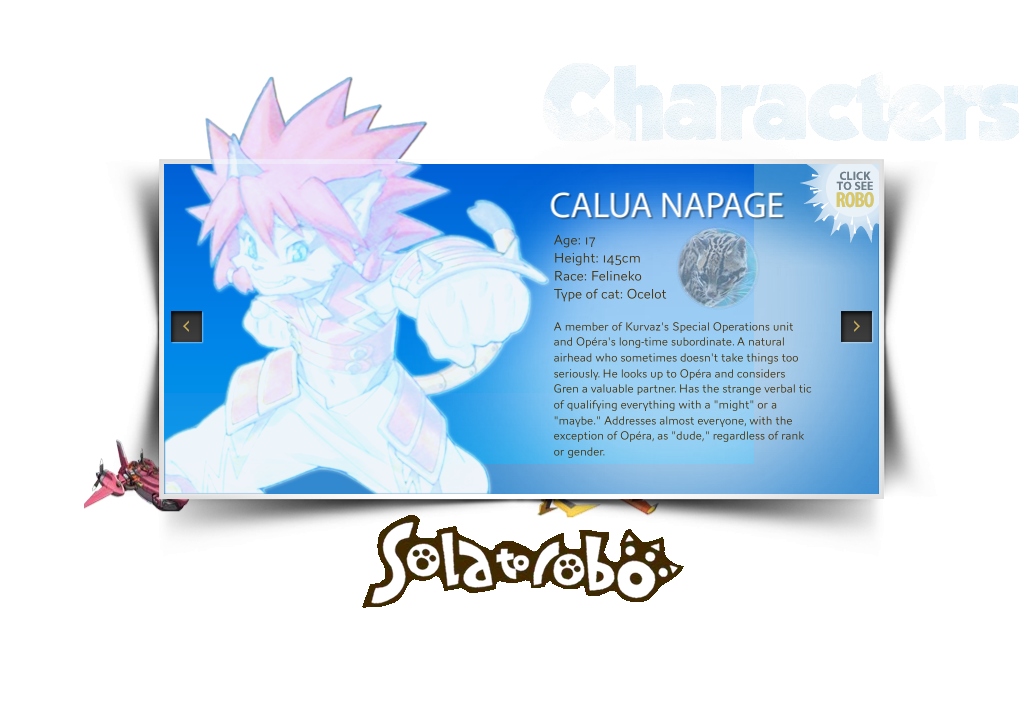 Characters
CLICK
TO SEE
ROBO
CALUA NAPAGE
Age: 17
Height: 145cm
Race: Felineko
Type of cat: Ocelot
A member of Kurvaz's Special Operations unit
and Opéra's long-time subordinate. A natural
airhead who sometimes doesn't take things too
seriously. He looks up to Opéra and considers
Gren a valuable partner. Has the strange verbal tic
of qualifying everything with a "might" or a
"maybe." Addresses almost everyone, with the
exception of Opéra, as "dude," regardless of rank
or gender.
Solatorobo